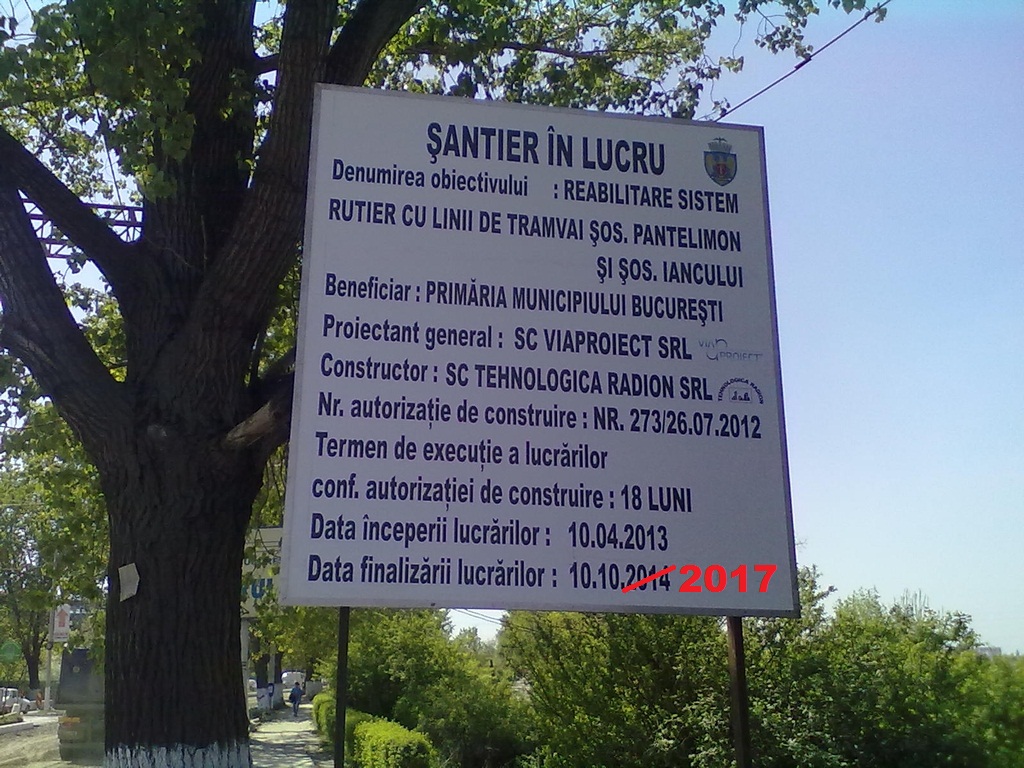 ŞANTIER ÎN LUCRU
Denumirea obiectivului : REABILITARE SISTEM
RUTIER CU LINII DE TRAMVAI ŞOS. PANTELIMON
ŞI ŞOS. IANCULUI
Beneficiar : PRIMĂRIA MUNICIPIULUI BUCUREŞTI
Proiectant general : SC VIAPROIECT SRL
Constructor : SC TEHNOLOGICA RADION SRL TEHNOLOGICA RADION
Nr. autorizaţie de construire : NR. 273/26.07.2012
Termen de execuţie a lucrărilor
conf. autorizaţiei de construire : 18 LUNI
Data începerii lucrărilor : 10.04.2013
Data finalizării lucrărilor : 10.10.2014 2017